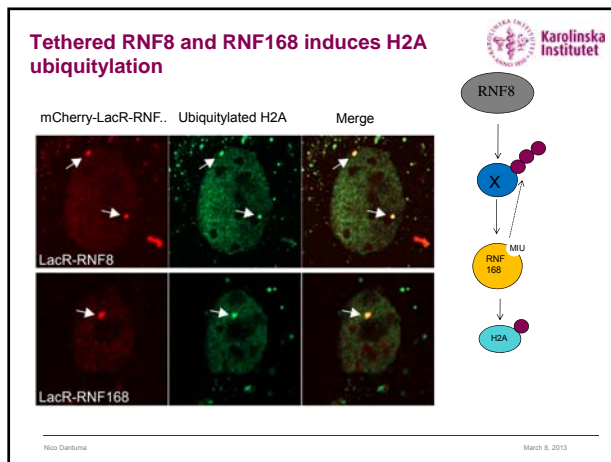 Tethered RNF8 and RNF168 induces H2A
ubiquitylation
Karolinska
Institutet
mCherry-LacR-RNF.. Ubiquitylated H2A Merge
LacR-RNF8
LacR-RNF168
RNF8
X
MIU
RNF
168
H2A
Nico Dantuma
March 8, 2013